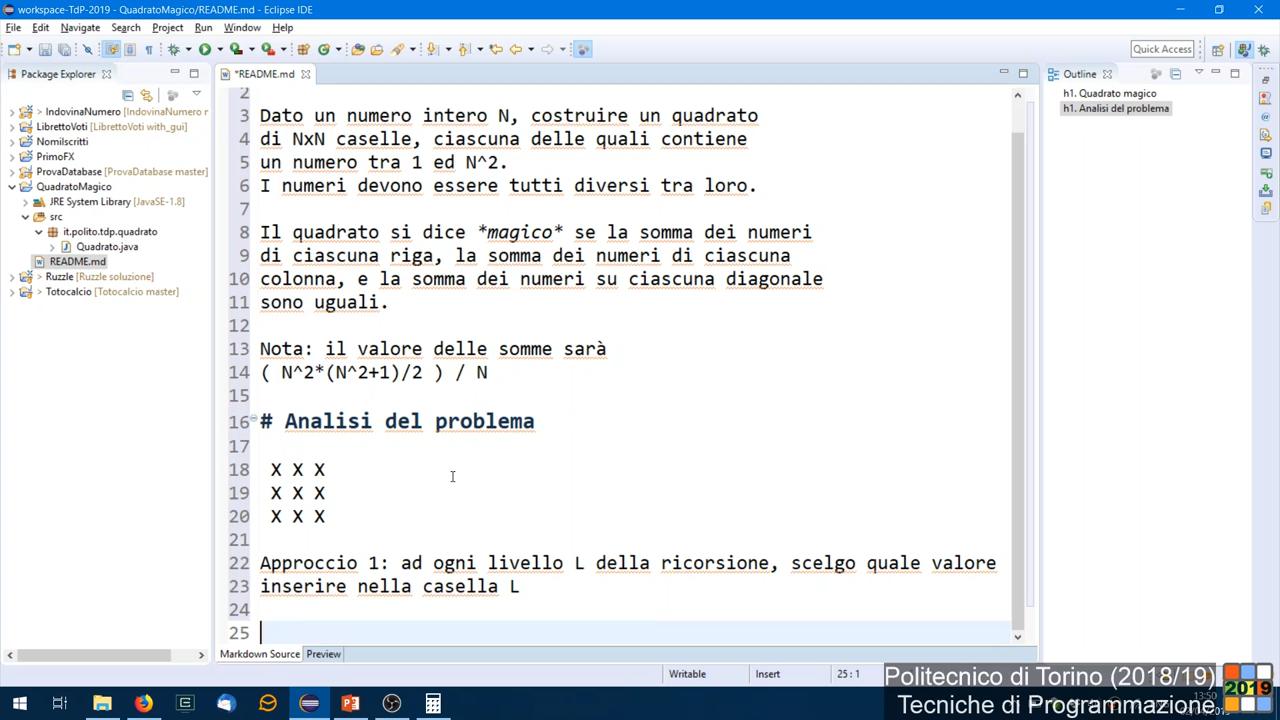 workspace-TdP-2019 - QuadratoMagico/README.md - Eclipse IDE
File Edit Navigate Search Project Run Window Help
Quick Access
Package Explorer
*README.md
Outline
> IndovinaNumero [IndovinaNumero r
LibrettoVoti [LibrettoVoti with_gui]
NomiIscritti
PrimoFX
ProvaDatabase [ProvaDatabase master]
QuadratoMagico
JRE System Library [JavaSE-1.8]
src
it.polito.tdp.quadrato
Quadrato.java
README.md
> Ruzzle [Ruzzle soluzione]
> Totocalcio [Totocalcio master]
2
3 Dato un numero intero N, costruire un quadrato
4 di NxN caselle, ciascuna delle quali contiene
5 un numero tra 1 ed N^2.
6 I numeri devono essere tutti diversi tra loro.
7
8 Il quadrato si dice *magico* se la somma dei numeri
9 di ciascuna riga, la somma dei numeri di ciascuna
10 colonna, e la somma dei numeri su ciascuna diagonale
11 sono uguali.
12
13 Nota: il valore delle somme sarà
14 ( N^2*(N^2+1)/2 ) / N
15
16 # Analisi del problema
17
18 X X X
19 X X X
20 X X X
21
22 Approccio 1: ad ogni livello L della ricorsione, scelgo quale valore
23 inserire nella casella L
24
25
h1. Quadrato magico
h1. Analisi del problema
Markdown Source Preview
Writable Insert 25 : 1
Politecnico di Torino (2018/19)
Tecniche di Programmazione
2019
13:50